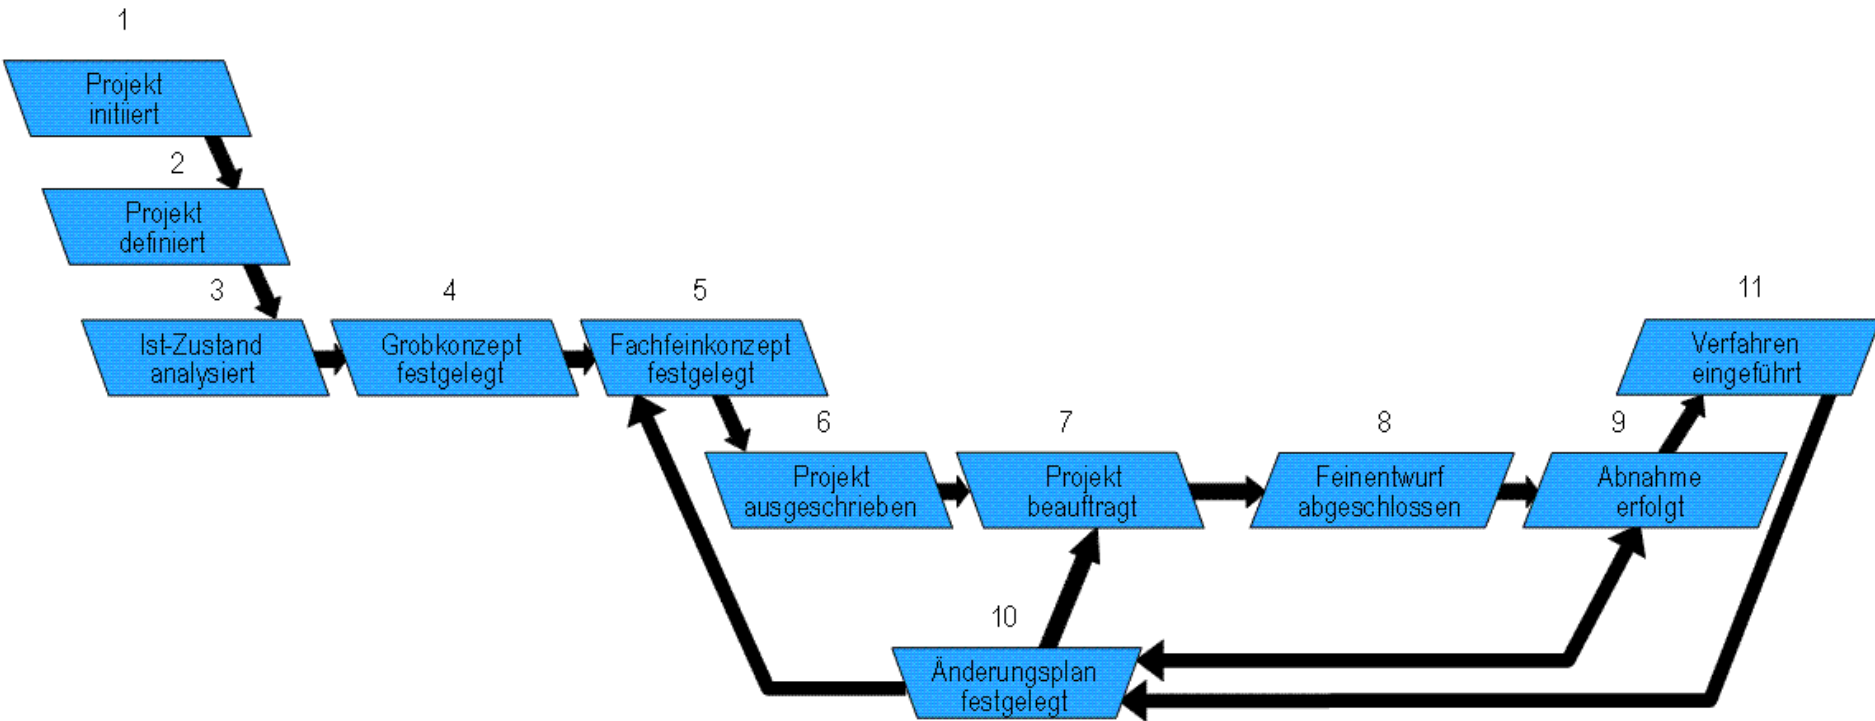 1
Projekt
initiiert
2
Projekt
definiert
3
Ist-Zustand
analysiert
4
Grobkonzept
festgelegt
5
Fachfeinkonzept
festgelegt
6
Projekt
ausgeschrieben
7
Projekt
beauftragt
8
Feinentwurf
abgeschlossen
9
Abnahme
erfolgt
10
Änderungsplan
festgelegt
11
Verfahren
eingeführt